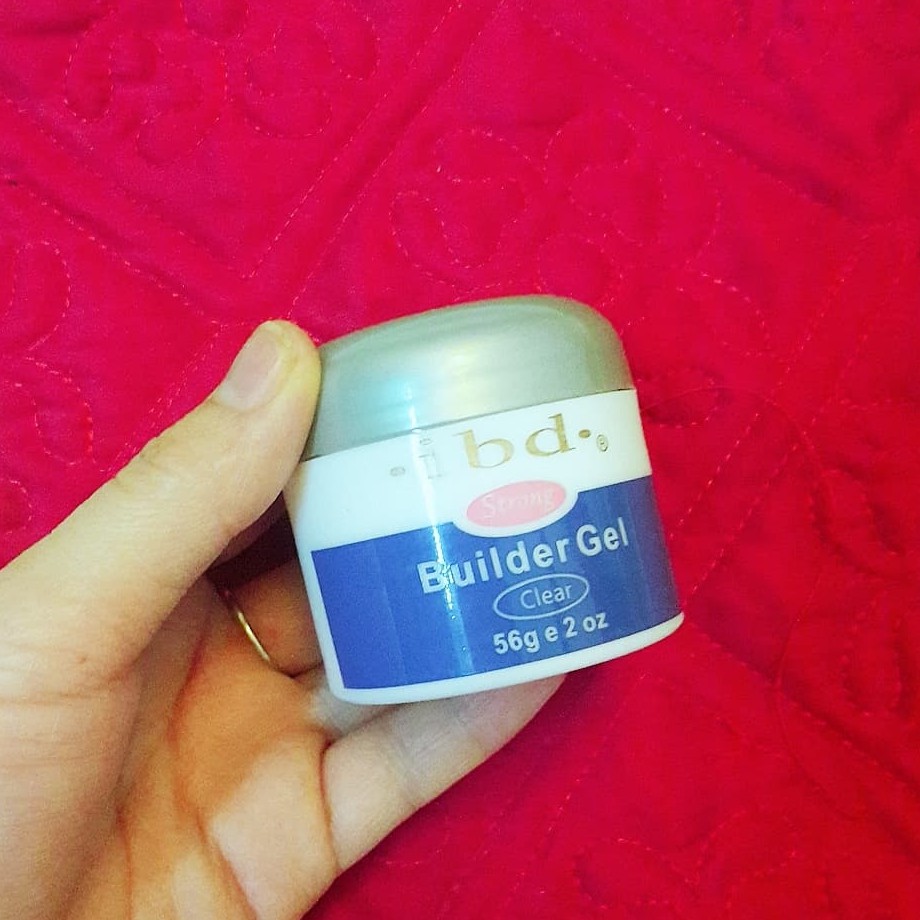 ibd.®
Strong
Builder Gel
Clear
56g e 2 oz